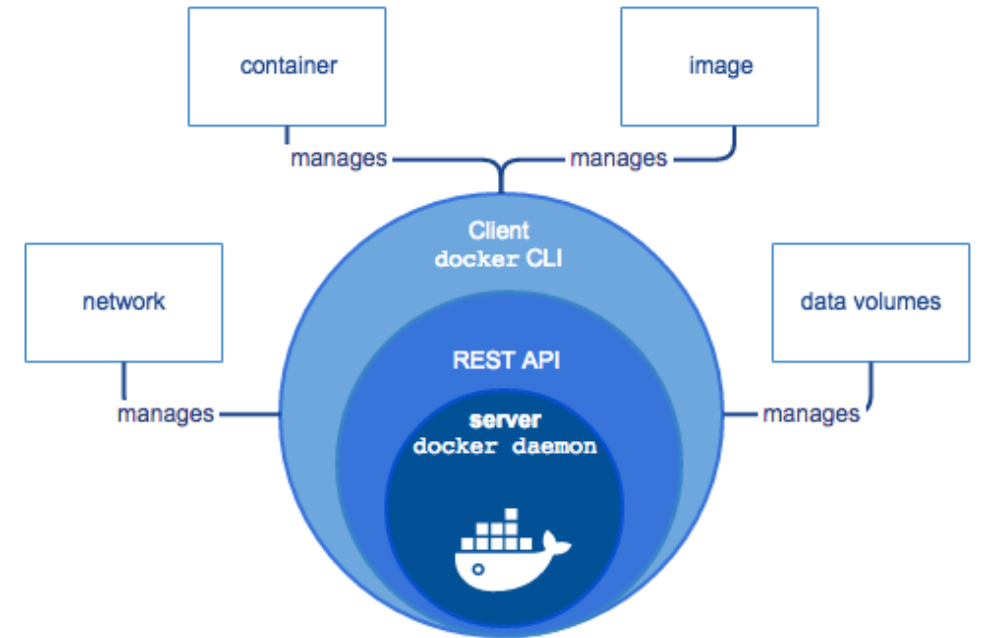 container
image
manages
manages
Client
docker CLI
network
data volumes
REST API
manages
manages
server
docker daemon